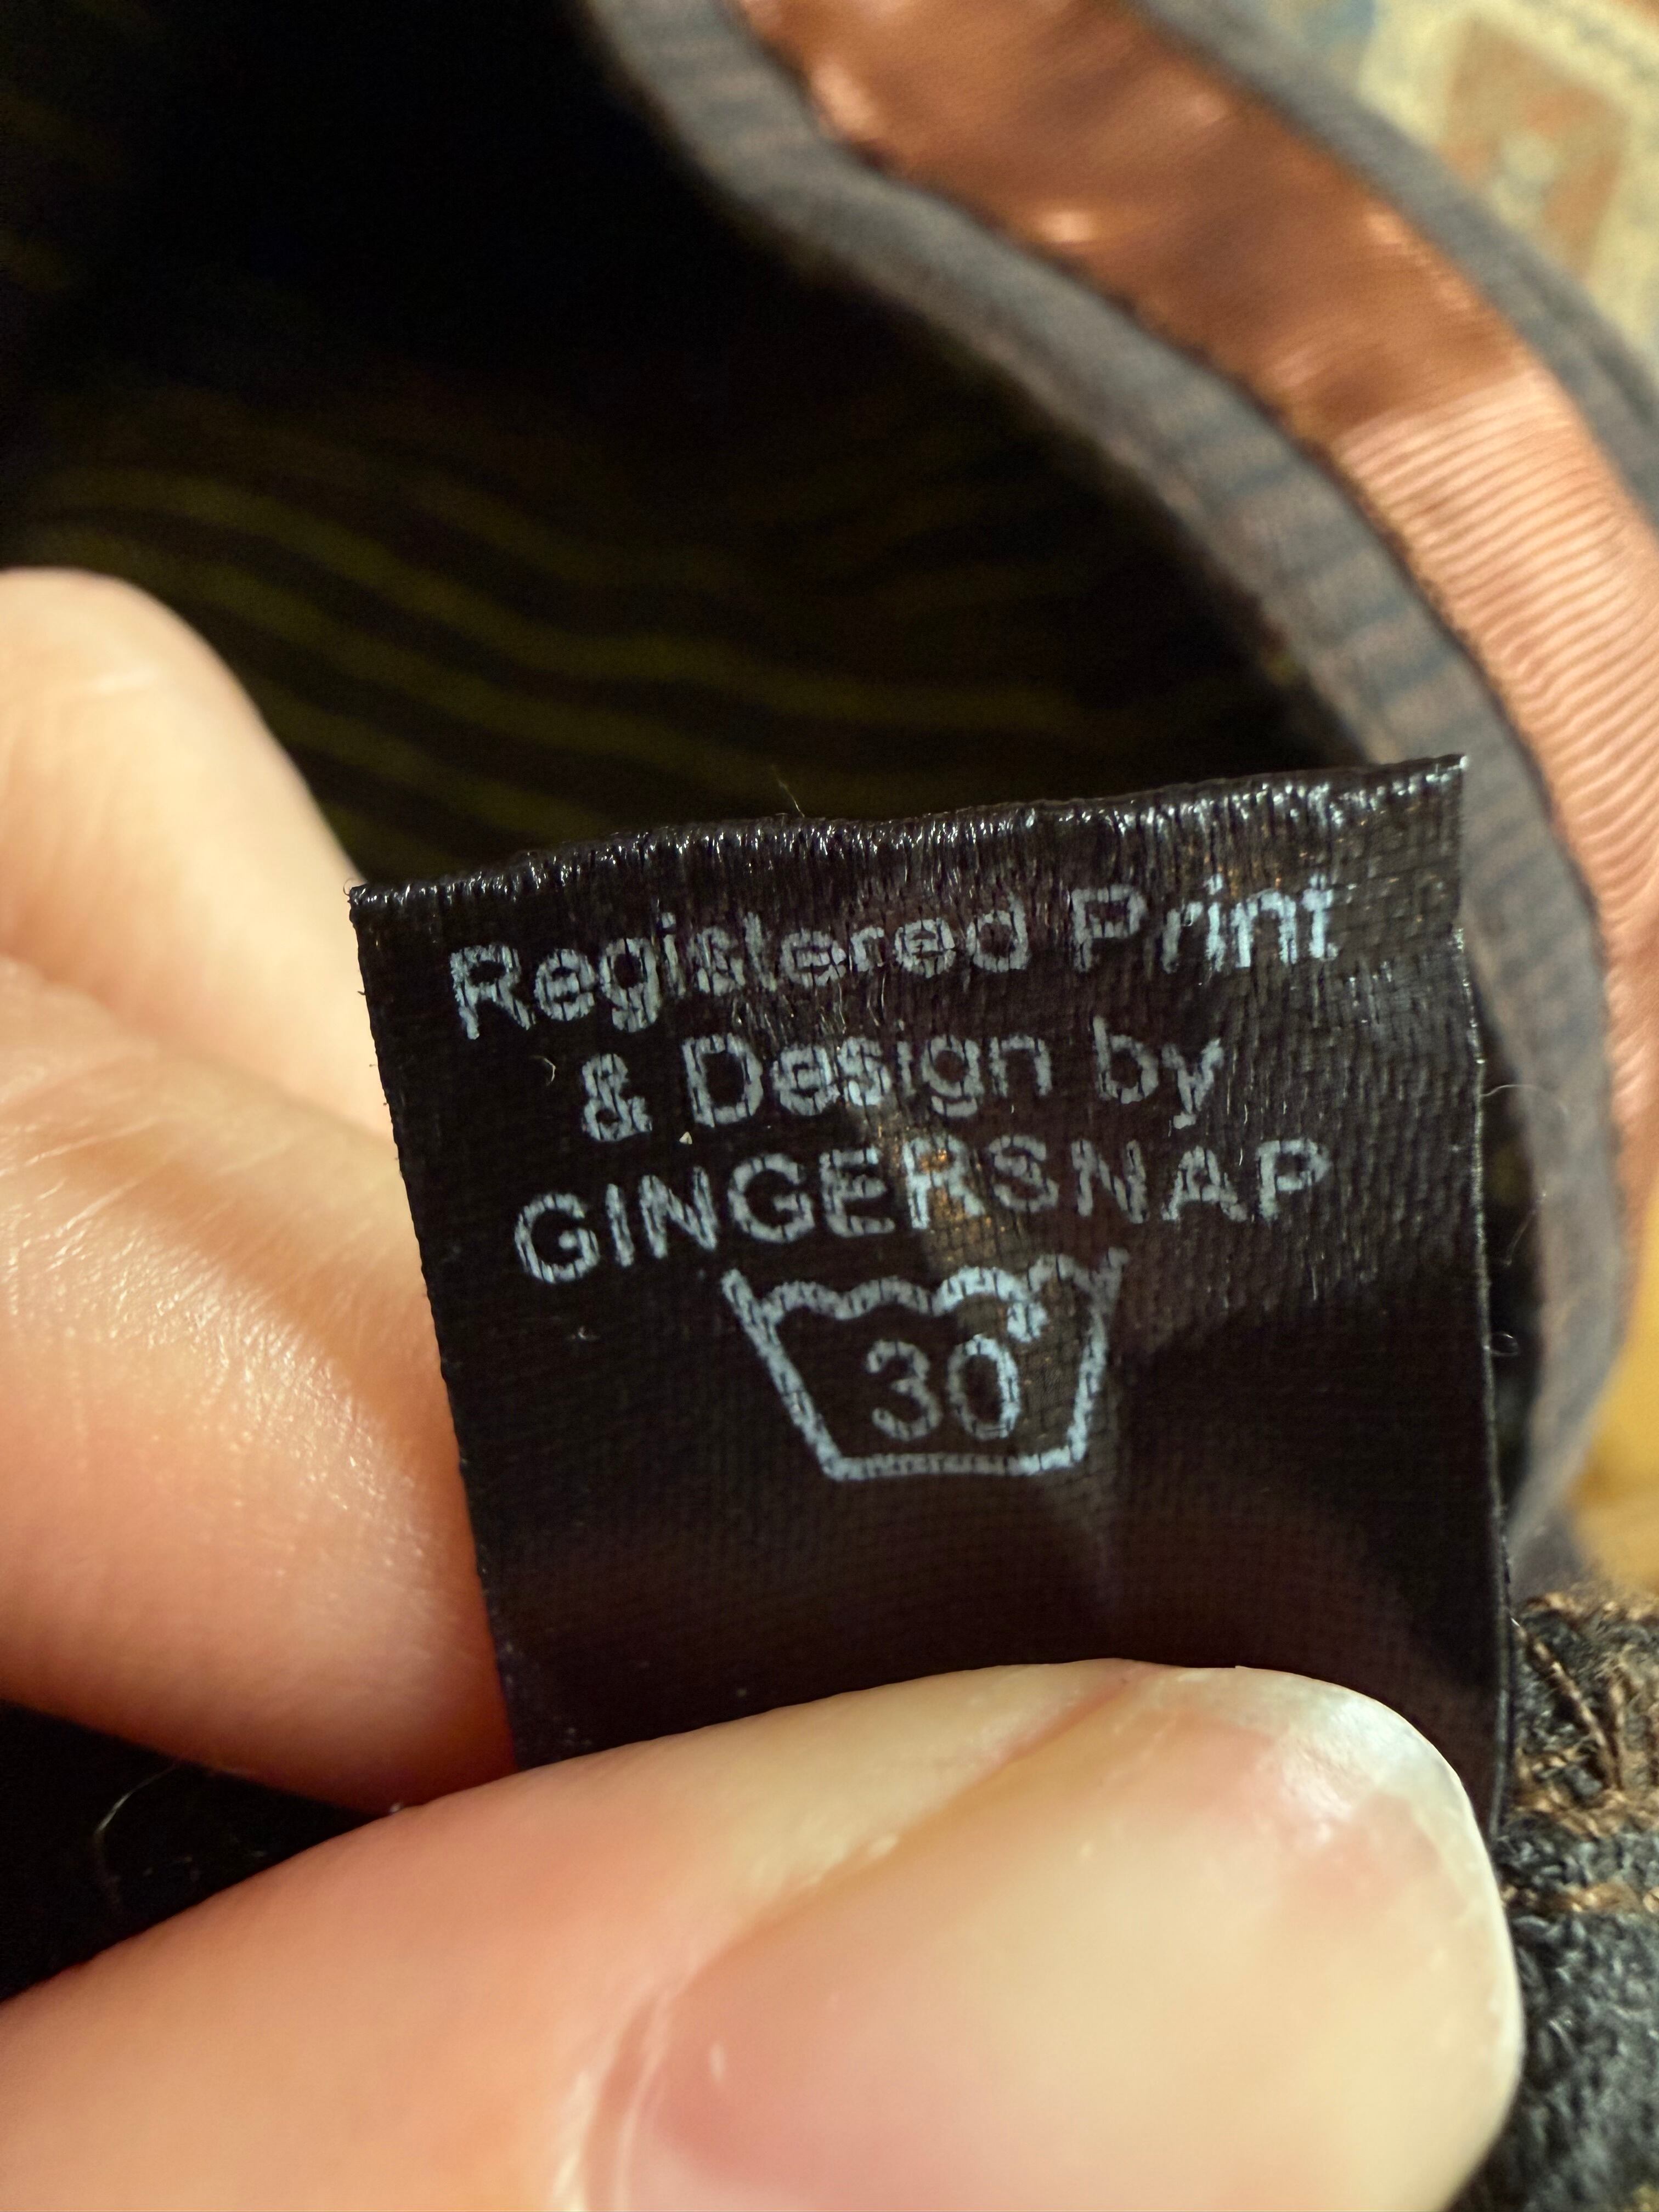 Registered Print
& Design by
GINGERSNAP
30